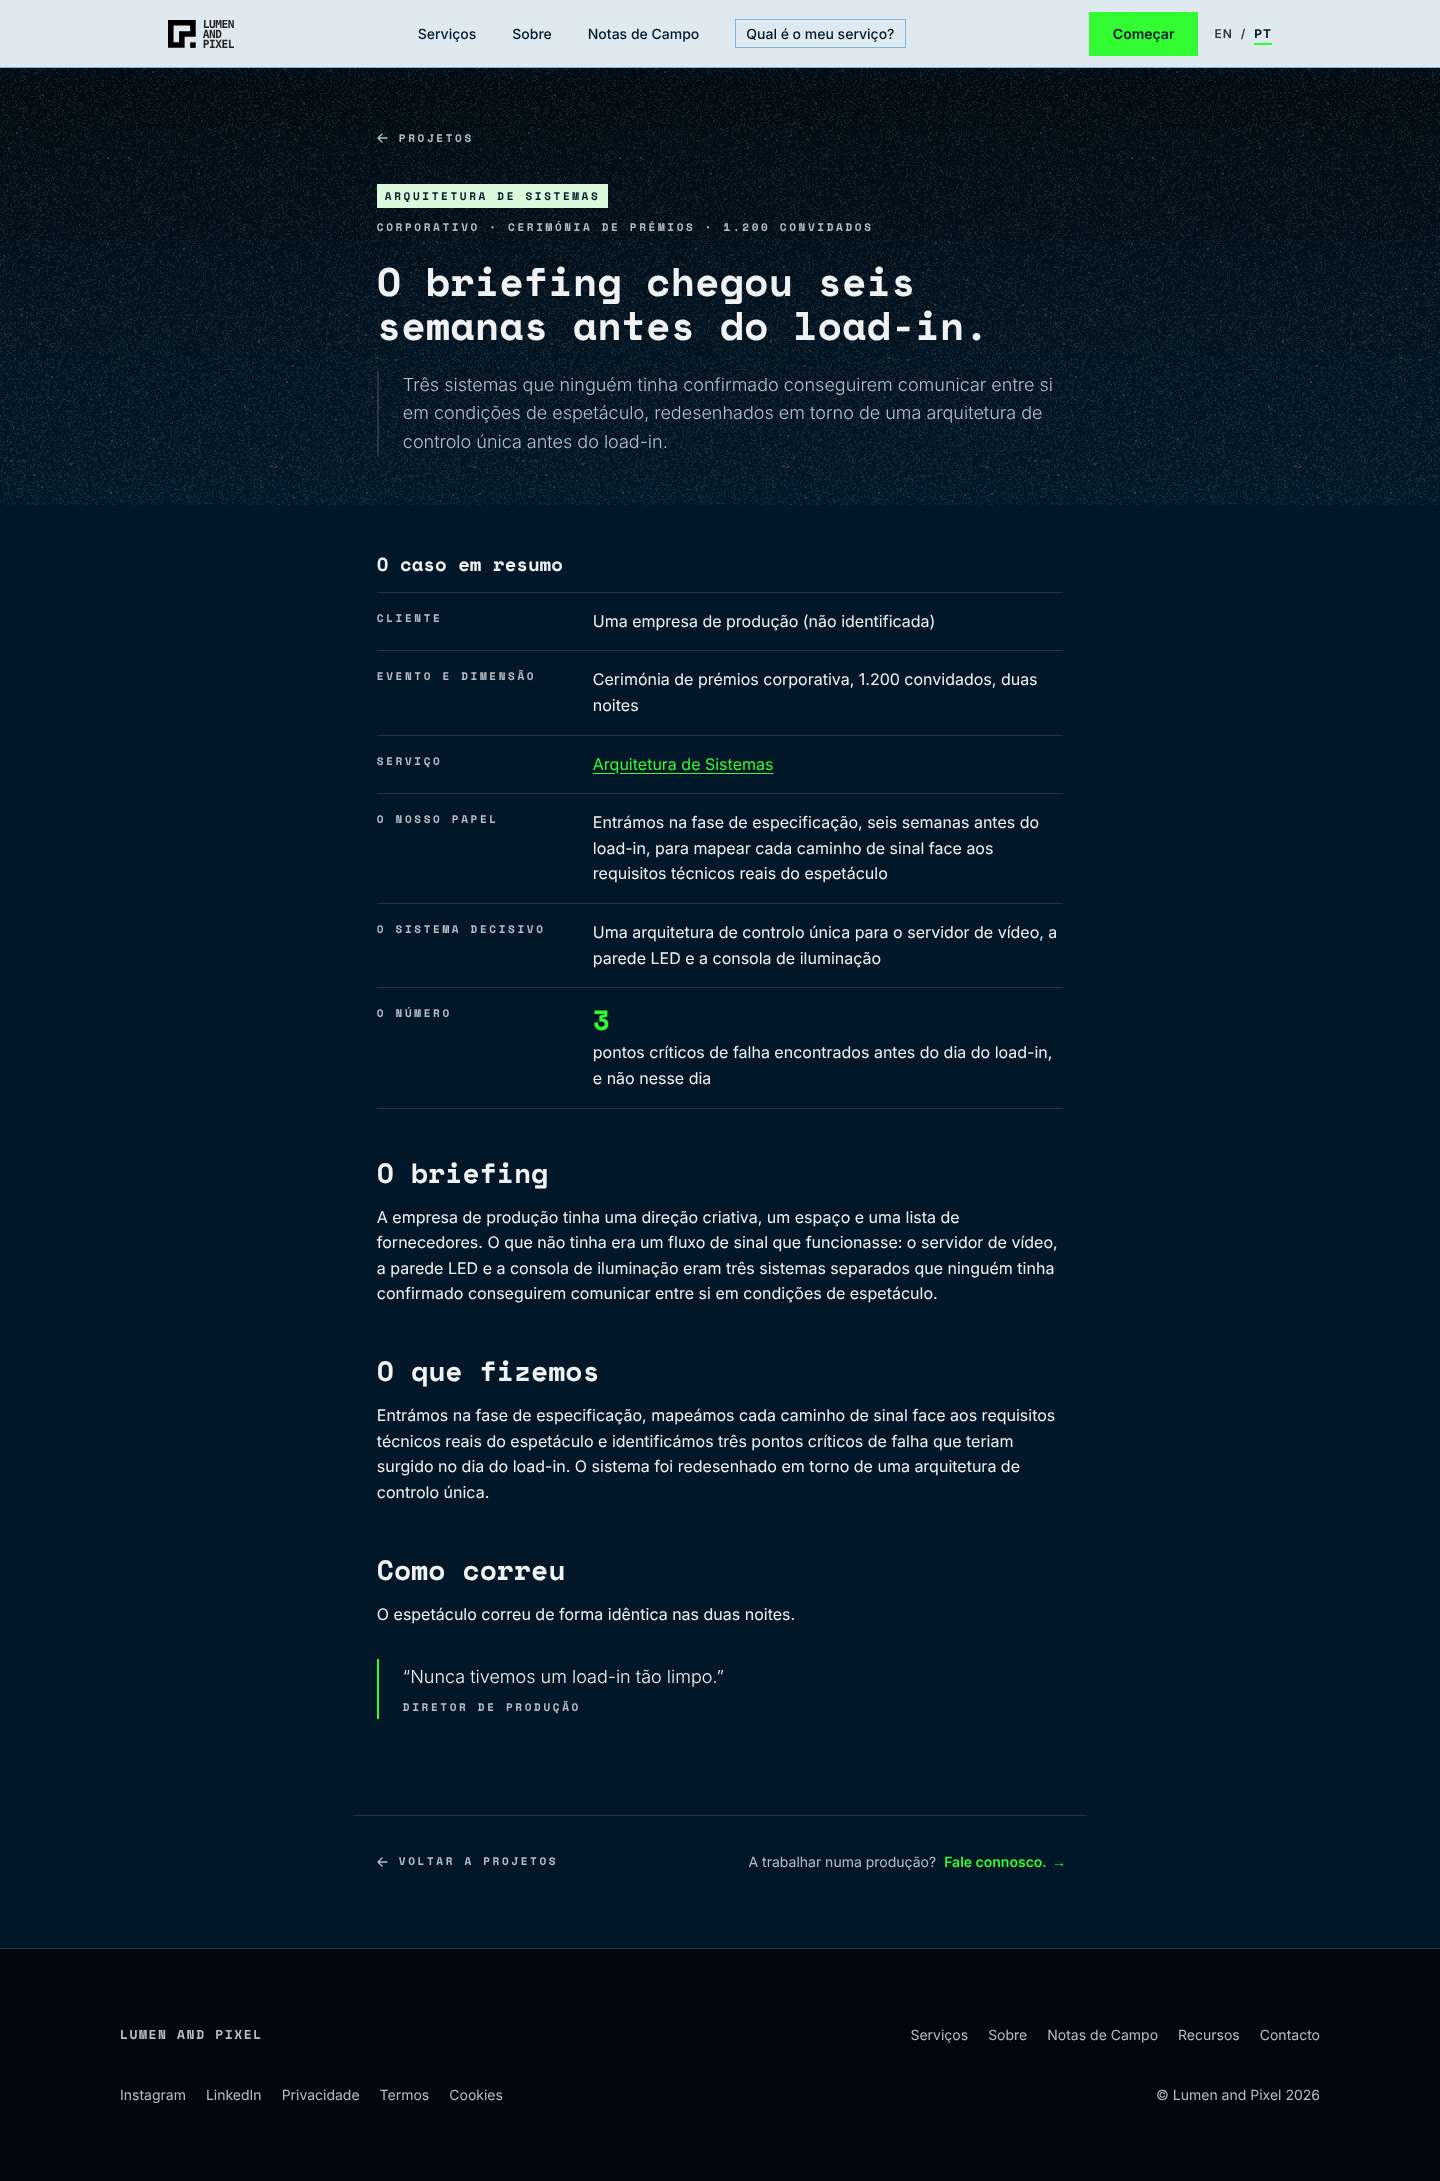 LUMEN
AND
PIXEL
Serviços
Sobre
Notas de Campo
Qual é o meu serviço?
Começar
EN / PT
← PROJETOS
ARQUITETURA DE SISTEMAS
CORPORATIVO · CERIMÓNIA DE PRÉMIOS · 1.200 CONVIDADOS
O briefing chegou seis
semanas antes do load-in.
Três sistemas que ninguém tinha confirmado conseguirem comunicar entre si
em condições de espetáculo, redesenhados em torno de uma arquitetura de
controlo única antes do load-in.
O caso em resumo
CLIENTE
Uma empresa de produção (não identificada)
EVENTO E DIMENSÃO
Cerimónia de prémios corporativa, 1.200 convidados, duas
noites
SERVIÇO
Arquitetura de Sistemas
O NOSSO PAPEL
Entrámos na fase de especificação, seis semanas antes do
load-in, para mapear cada caminho de sinal face aos
requisitos técnicos reais do espetáculo
O SISTEMA DECISIVO
Uma arquitetura de controlo única para o servidor de vídeo, a
parede LED e a consola de iluminação
O NÚMERO
3
pontos críticos de falha encontrados antes do dia do load-in,
e não nesse dia
O briefing
A empresa de produção tinha uma direção criativa, um espaço e uma lista de
fornecedores. O que não tinha era um fluxo de sinal que funcionasse: o servidor de vídeo,
a parede LED e a consola de iluminação eram três sistemas separados que ninguém tinha
confirmado conseguirem comunicar entre si em condições de espetáculo.
O que fizemos
Entrámos na fase de especificação, mapeámos cada caminho de sinal face aos requisitos
técnicos reais do espetáculo e identificámos três pontos críticos de falha que teriam
surgido no dia do load-in. O sistema foi redesenhado em torno de uma arquitetura de
controlo única.
Como correu
O espetáculo correu de forma idêntica nas duas noites.
“Nunca tivemos um load-in tão limpo.”
DIRETOR DE PRODUÇÃO
← VOLTAR A PROJETOS
A trabalhar numa produção? Fale connosco. →
LUMEN AND PIXEL
Serviços
Sobre
Notas de Campo
Recursos
Contacto
Instagram
LinkedIn
Privacidade
Termos
Cookies
© Lumen and Pixel 2026